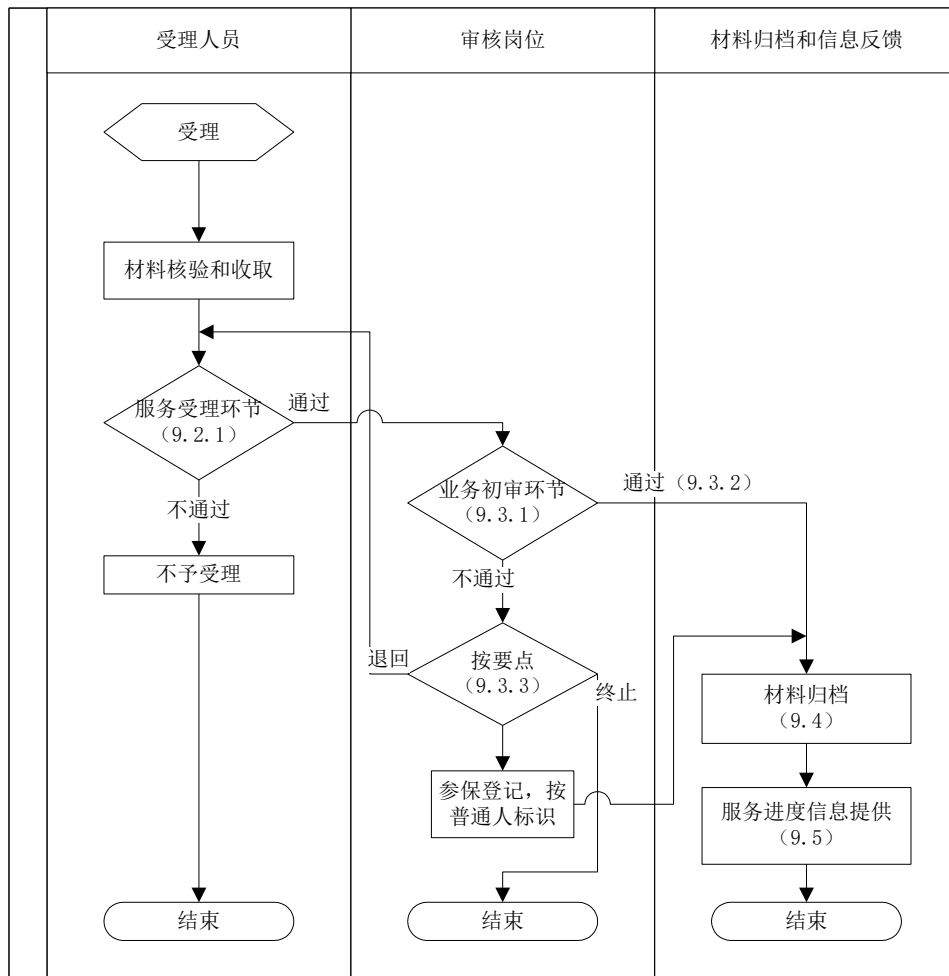 受理人员
审核岗位
材料归档和信息反馈
受理
材料核验和收取
服务受理环节
（9.2.1）
通过
不通过
不予受理
业务初审环节
（9.3.1）
通过（9.3.2）
不通过
退回
按要点
（9.3.3）
终止
参保登记，按
普通人标识
材料归档
（9.4）
服务进度信息提供
（9.5）
结束
结束
结束